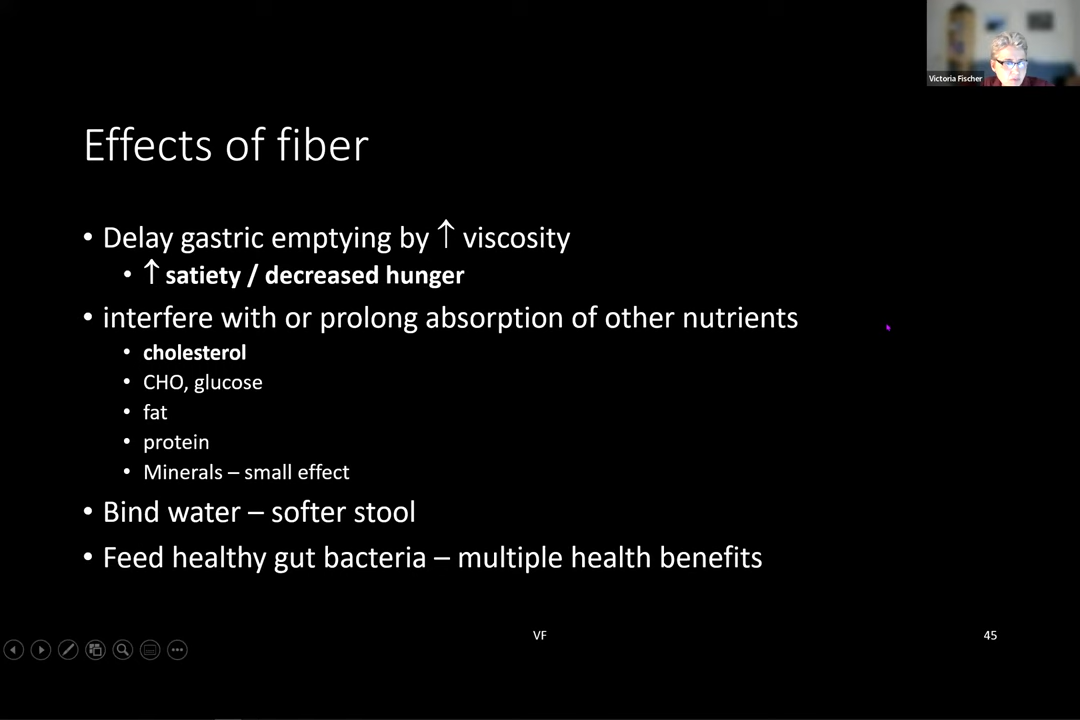 Victoria Fischer
Effects of fiber
• Delay gastric emptying by ↑ viscosity
• ↑ satiety / decreased hunger
• interfere with or prolong absorption of other nutrients
• cholesterol
• CHO, glucose
• fat
• protein
• Minerals – small effect
• Bind water – softer stool
• Feed healthy gut bacteria – multiple health benefits
VF
45